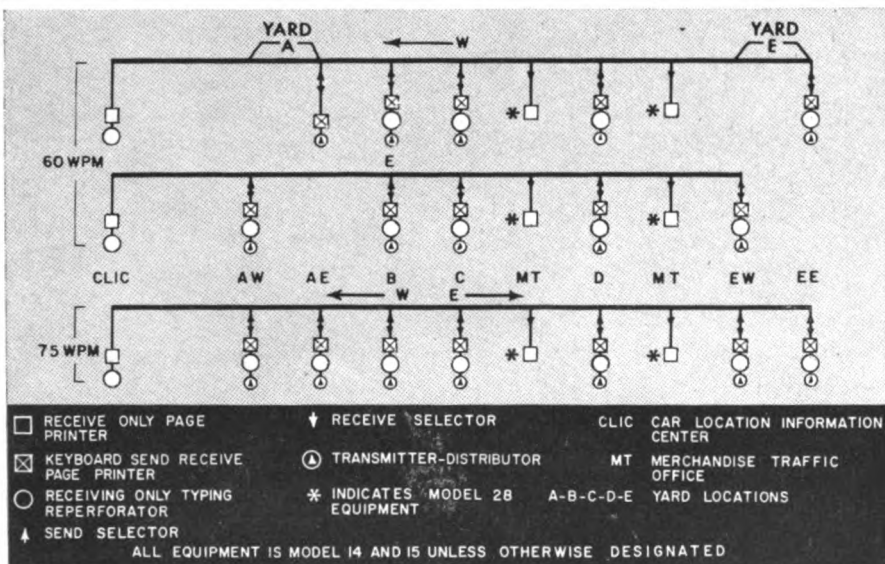 YARD A
YARD E
W
60 WPM
E
CLIC AW AE B C MT D MT EW EE
W E
75 WPM
RECEIVE ONLY PAGE PRINTER
KEYBOARD SEND RECEIVE PAGE PRINTER
RECEIVING ONLY TYPING REPERFORATOR
SEND SELECTOR
RECEIVE SELECTOR
TRANSMITTER-DISTRIBUTOR
* INDICATES MODEL 28 EQUIPMENT
CLIC CAR LOCATION INFORMATION CENTER
MT MERCHANDISE TRAFFIC OFFICE
A-B-C-D-E YARD LOCATIONS
ALL EQUIPMENT IS MODEL 14 AND 15 UNLESS OTHERWISE DESIGNATED